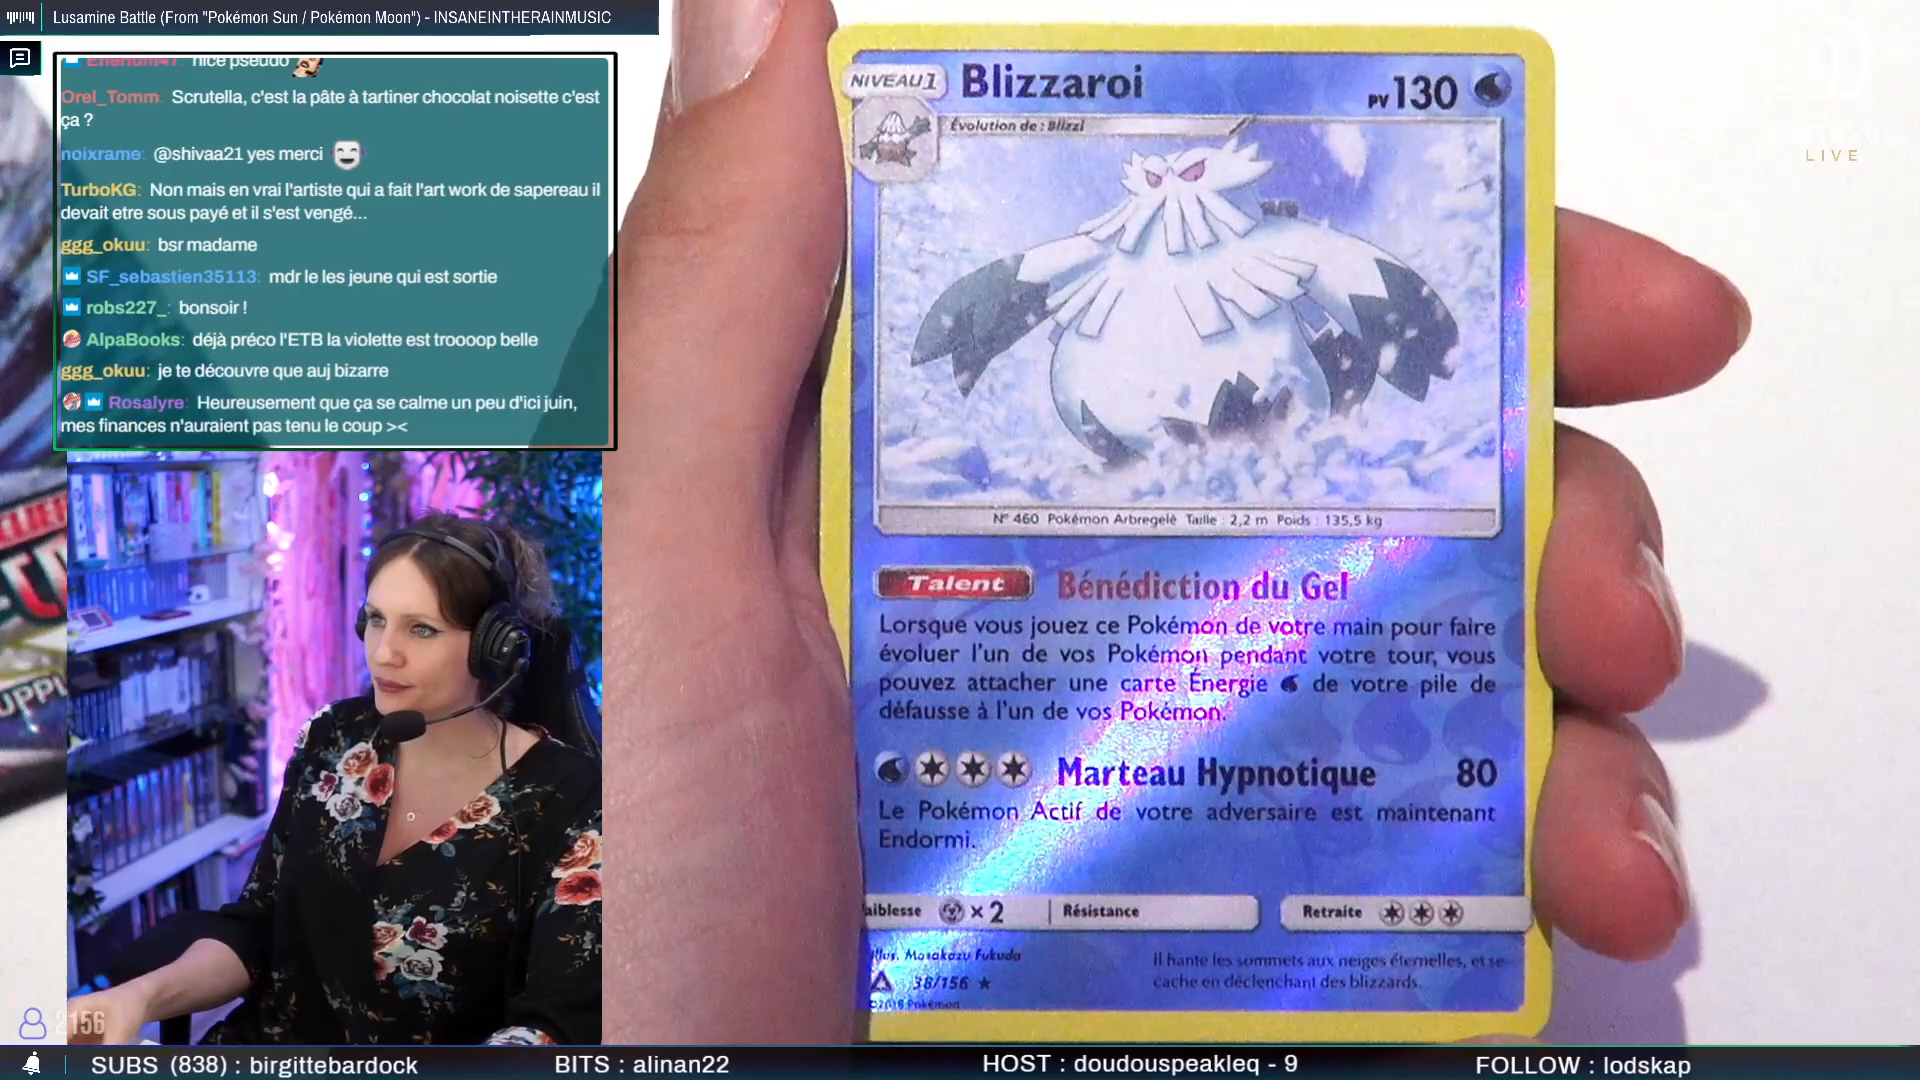 Lusamine Battle (From "Pokémon Sun / Pokémon Moon") - INSANEINTHERAINMUSIC
nice pseudo
Orel_Tomm: Scrutella, c'est la pâte à tartiner chocolat noisette c'est
ça ?
noixrame: @shivaa21 yes merci
TurboKG: Non mais en vrai l'artiste qui a fait l'art work de sapereau il
devait etre sous payé et il s'est vengé...
ggg_okuu: bsr madame
SF_sebastien35113: mdr le les jeune qui est sortie
robs227_: bonsoir !
AlpaBooks: déjà préco l'ETB la violette est troooop belle
ggg_okuu: je te découvre que auj bizarre
Rosalyre: Heureusement que ça se calme un peu d'ici juin,
mes finances n'auraient pas tenu le coup ><
LIVE
NIVEAU 1 Blizzaroi PV 130
Évolution de : Blizzi
N° 460 Pokémon Arbregelé Taille : 2,2 m Poids : 135,5 kg
Talent Bénédiction du Gel
Lorsque vous jouez ce Pokémon de votre main pour faire
évoluer l'un de vos Pokémon pendant votre tour, vous
pouvez attacher une carte Énergie de votre pile de
défausse à l'un de vos Pokémon.
Marteau Hypnotique 80
Le Pokémon Actif de votre adversaire est maintenant
Endormi.
aiblesse × 2 Résistance Retraite
Illus. Masakazu Fukuda
38/156 ★
©2018 Pokémon
Il hante les sommets aux neiges éternelles, et se
cache en déclenchant des blizzards.
2156
SUBS (838) : birgittebardock BITS : alinan22 HOST : doudouspeakleq - 9 FOLLOW : lodskap